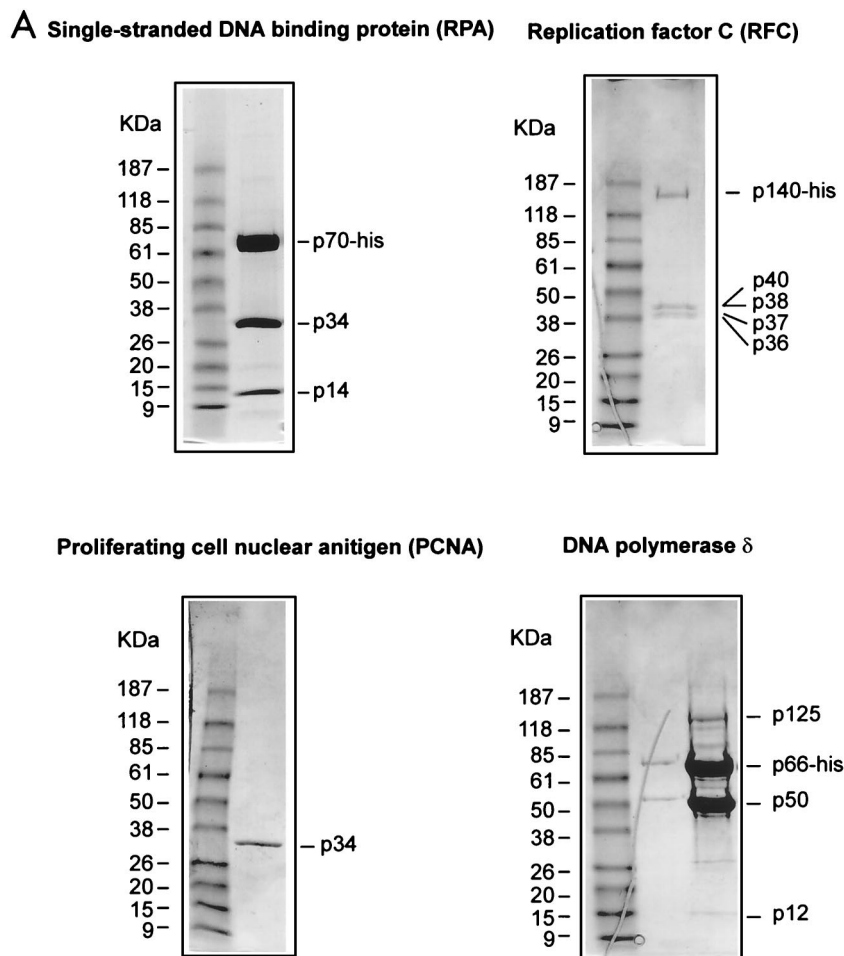 A Single-stranded DNA binding protein (RPA)
KDa
187
118
85
61
50
38
26
20
15
9
p70-his
p34
p14
Replication factor C (RFC)
KDa
187
118
85
61
50
38
26
20
15
9
p140-his
p40
p38
p37
p36
Proliferating cell nuclear anitigen (PCNA)
KDa
187
118
85
61
50
38
26
20
15
9
p34
DNA polymerase δ
KDa
187
118
85
61
50
38
26
20
15
9
p125
p66-his
p50
p12